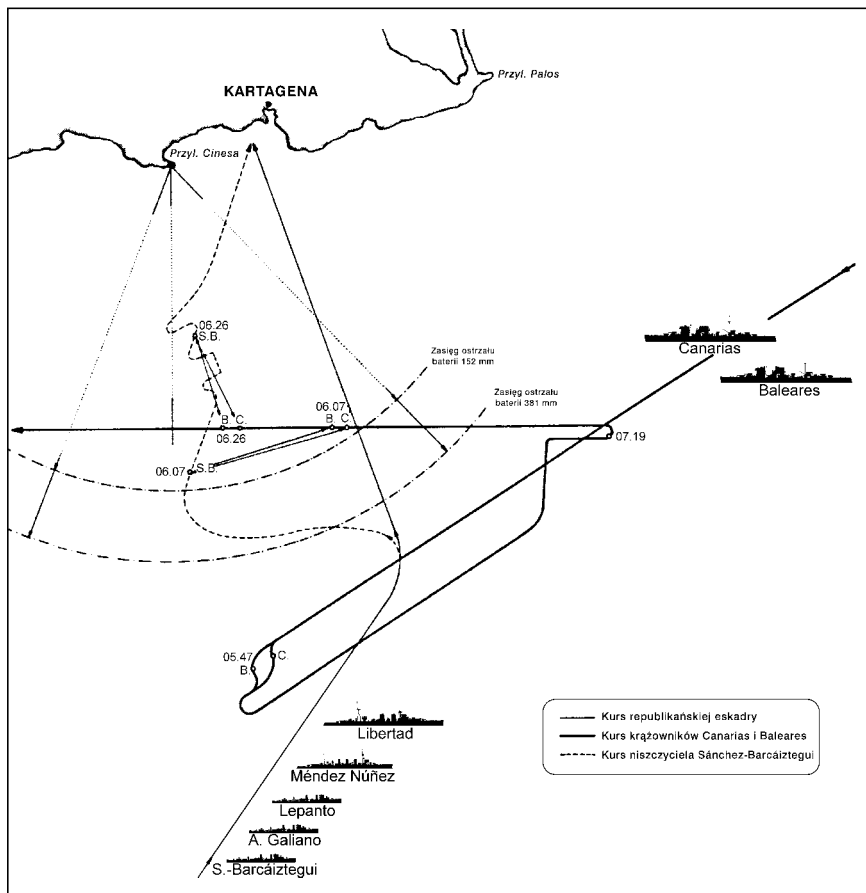 Przyl. Palos
KARTAGENA
Przyl. Cinesa
06.26
S.B.
Canarias
Baleares
Zasięg ostrzału
baterii 152 mm
Zasięg ostrzału
baterii 381 mm
06.07
B. C.
B. C
06.26
07.19
06.07
S.B.
05.47
B.
C.
Libertad
Méndez Núñez
Lepanto
A. Galiano
S.-Barcáiztegui
Kurs republikańskiej eskadry
Kurs krążowników Canarias i Baleares
Kurs niszczyciela Sánchez-Barcáiztegui